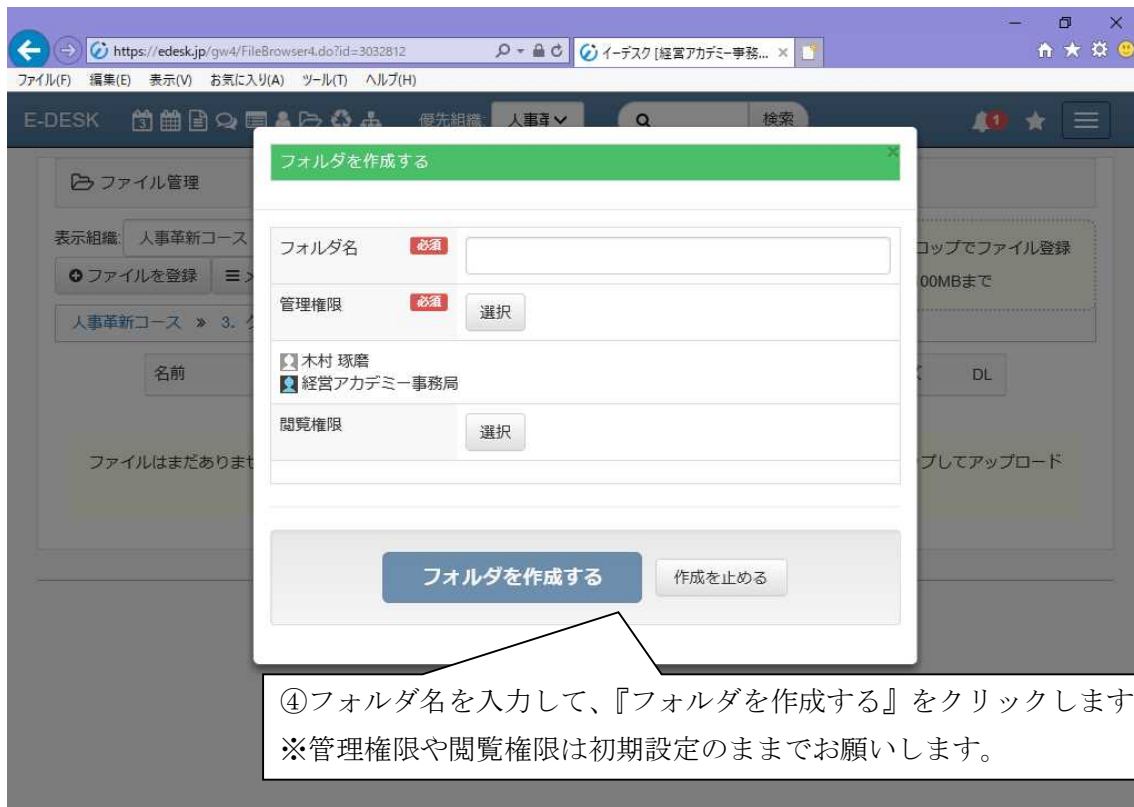 https://edesk.jp/gw4/FileBrowser4.do?id=3032812
イーデスク [経営アカデミー事務...
ファイル(F) 編集(E) 表示(V) お気に入り(A) ツール(T) ヘルプ(H)
E-DESK 3 優先組織: 検索 1
フォルダを作成する ×
ファイル管理
表示組織: 人事革新コース
フォルダ名 必須
ロップでファイル登録
ファイルを登録
00MBまで
管理権限 必須 選択
人事革新コース » 3.
木村 琢磨
経営アカデミー事務局
名前 DL
閲覧権限 選択
ファイルはまだありませ
プしてアップロード
フォルダを作成する 作成を止める
④フォルダ名を入力して、『フォルダを作成する』をクリックします
※管理権限や閲覧権限は初期設定のままでお願いします。